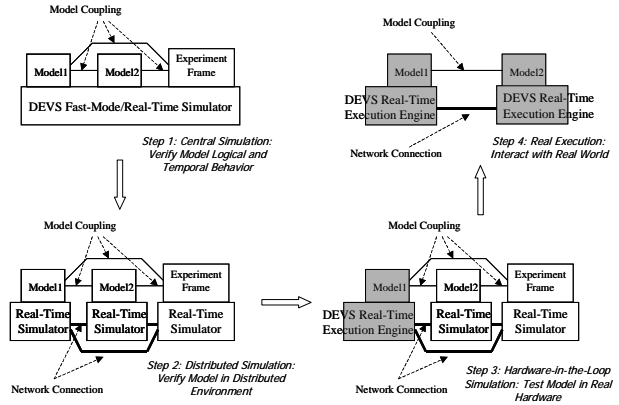 Model Coupling
Model1
Model2
Experiment
Frame
DEVS Fast-Mode/Real-Time Simulator
Step 1: Central Simulation:
Verify Model Logical and
Temporal Behavior
Model Coupling
Model1
Model2
DEVS Real-Time
Execution Engine
DEVS Real-Time
Execution Engine
Network Connection
Step 4: Real Execution:
Interact with Real World
Model Coupling
Model1
Model2
Experiment
Frame
Real-Time
Simulator
Real-Time
Simulator
Real-Time
Simulator
Network Connection
Step 2: Distributed Simulation:
Verify Model in Distributed
Environment
Model Coupling
Model1
Model2
Experiment
Frame
DEVS Real-Time
Execution Engine
Real-Time
Simulator
Real-Time
Simulator
Network Connection
Step 3: Hardware-in-the-Loop
Simulation: Test Model in Real
Hardware